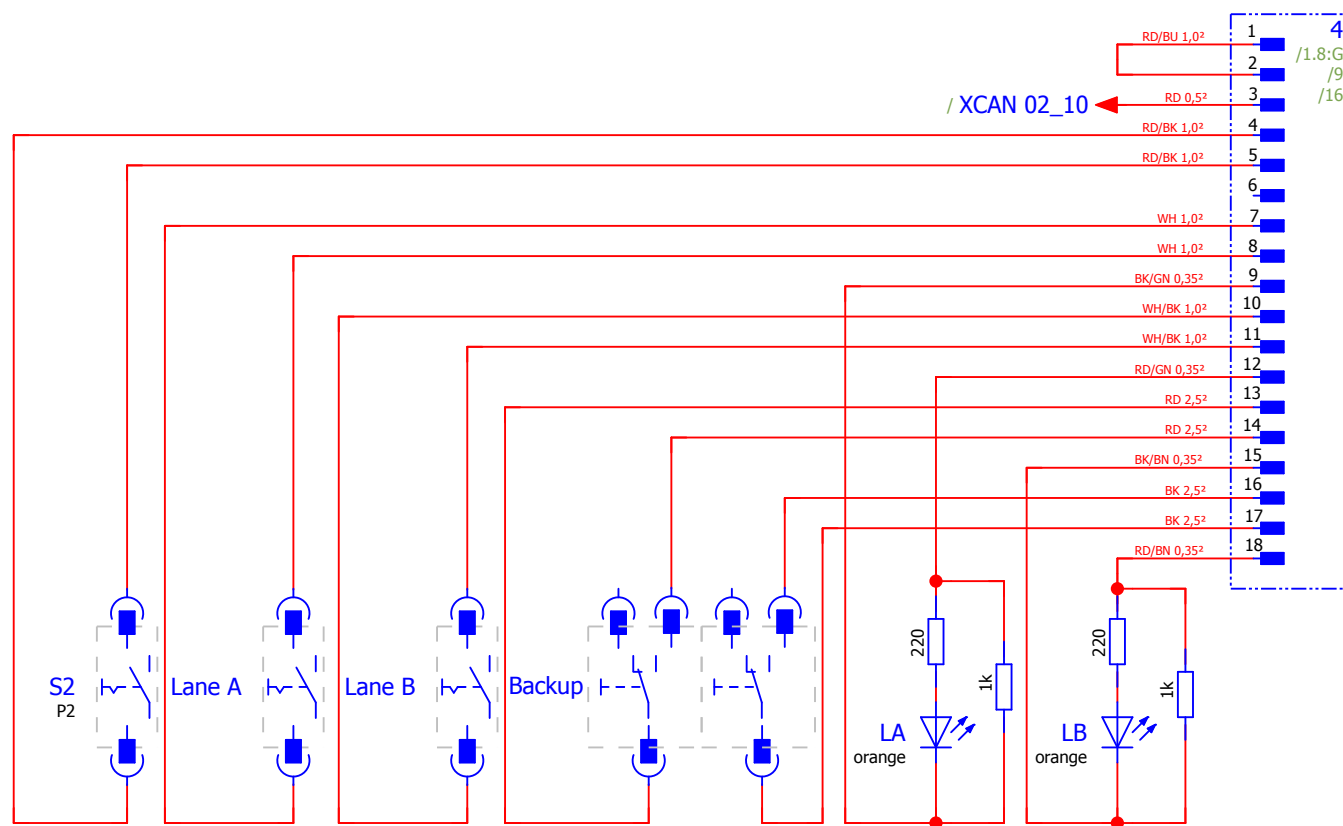 4
/1.8:G
/9
/16
RD/BU 1,0² 1
2
/ XCAN 02_10 RD 0,5² 3
RD/BK 1,0² 4
RD/BK 1,0² 5
6
WH 1,0² 7
WH 1,0² 8
BK/GN 0,35² 9
WH/BK 1,0² 10
WH/BK 1,0² 11
RD/GN 0,35² 12
RD 2,5² 13
RD 2,5² 14
BK/BN 0,35² 15
BK 2,5² 16
BK 2,5² 17
RD/BN 0,35² 18
S2
P2
Lane A
Lane B
Backup
220
1k
LA
orange
220
1k
LB
orange